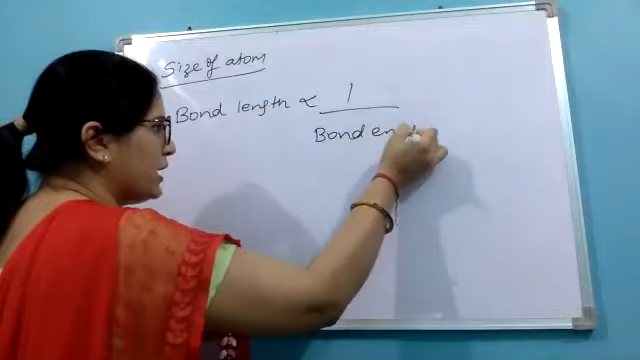 Size of atom
Bond length ∝ 1
Bond en